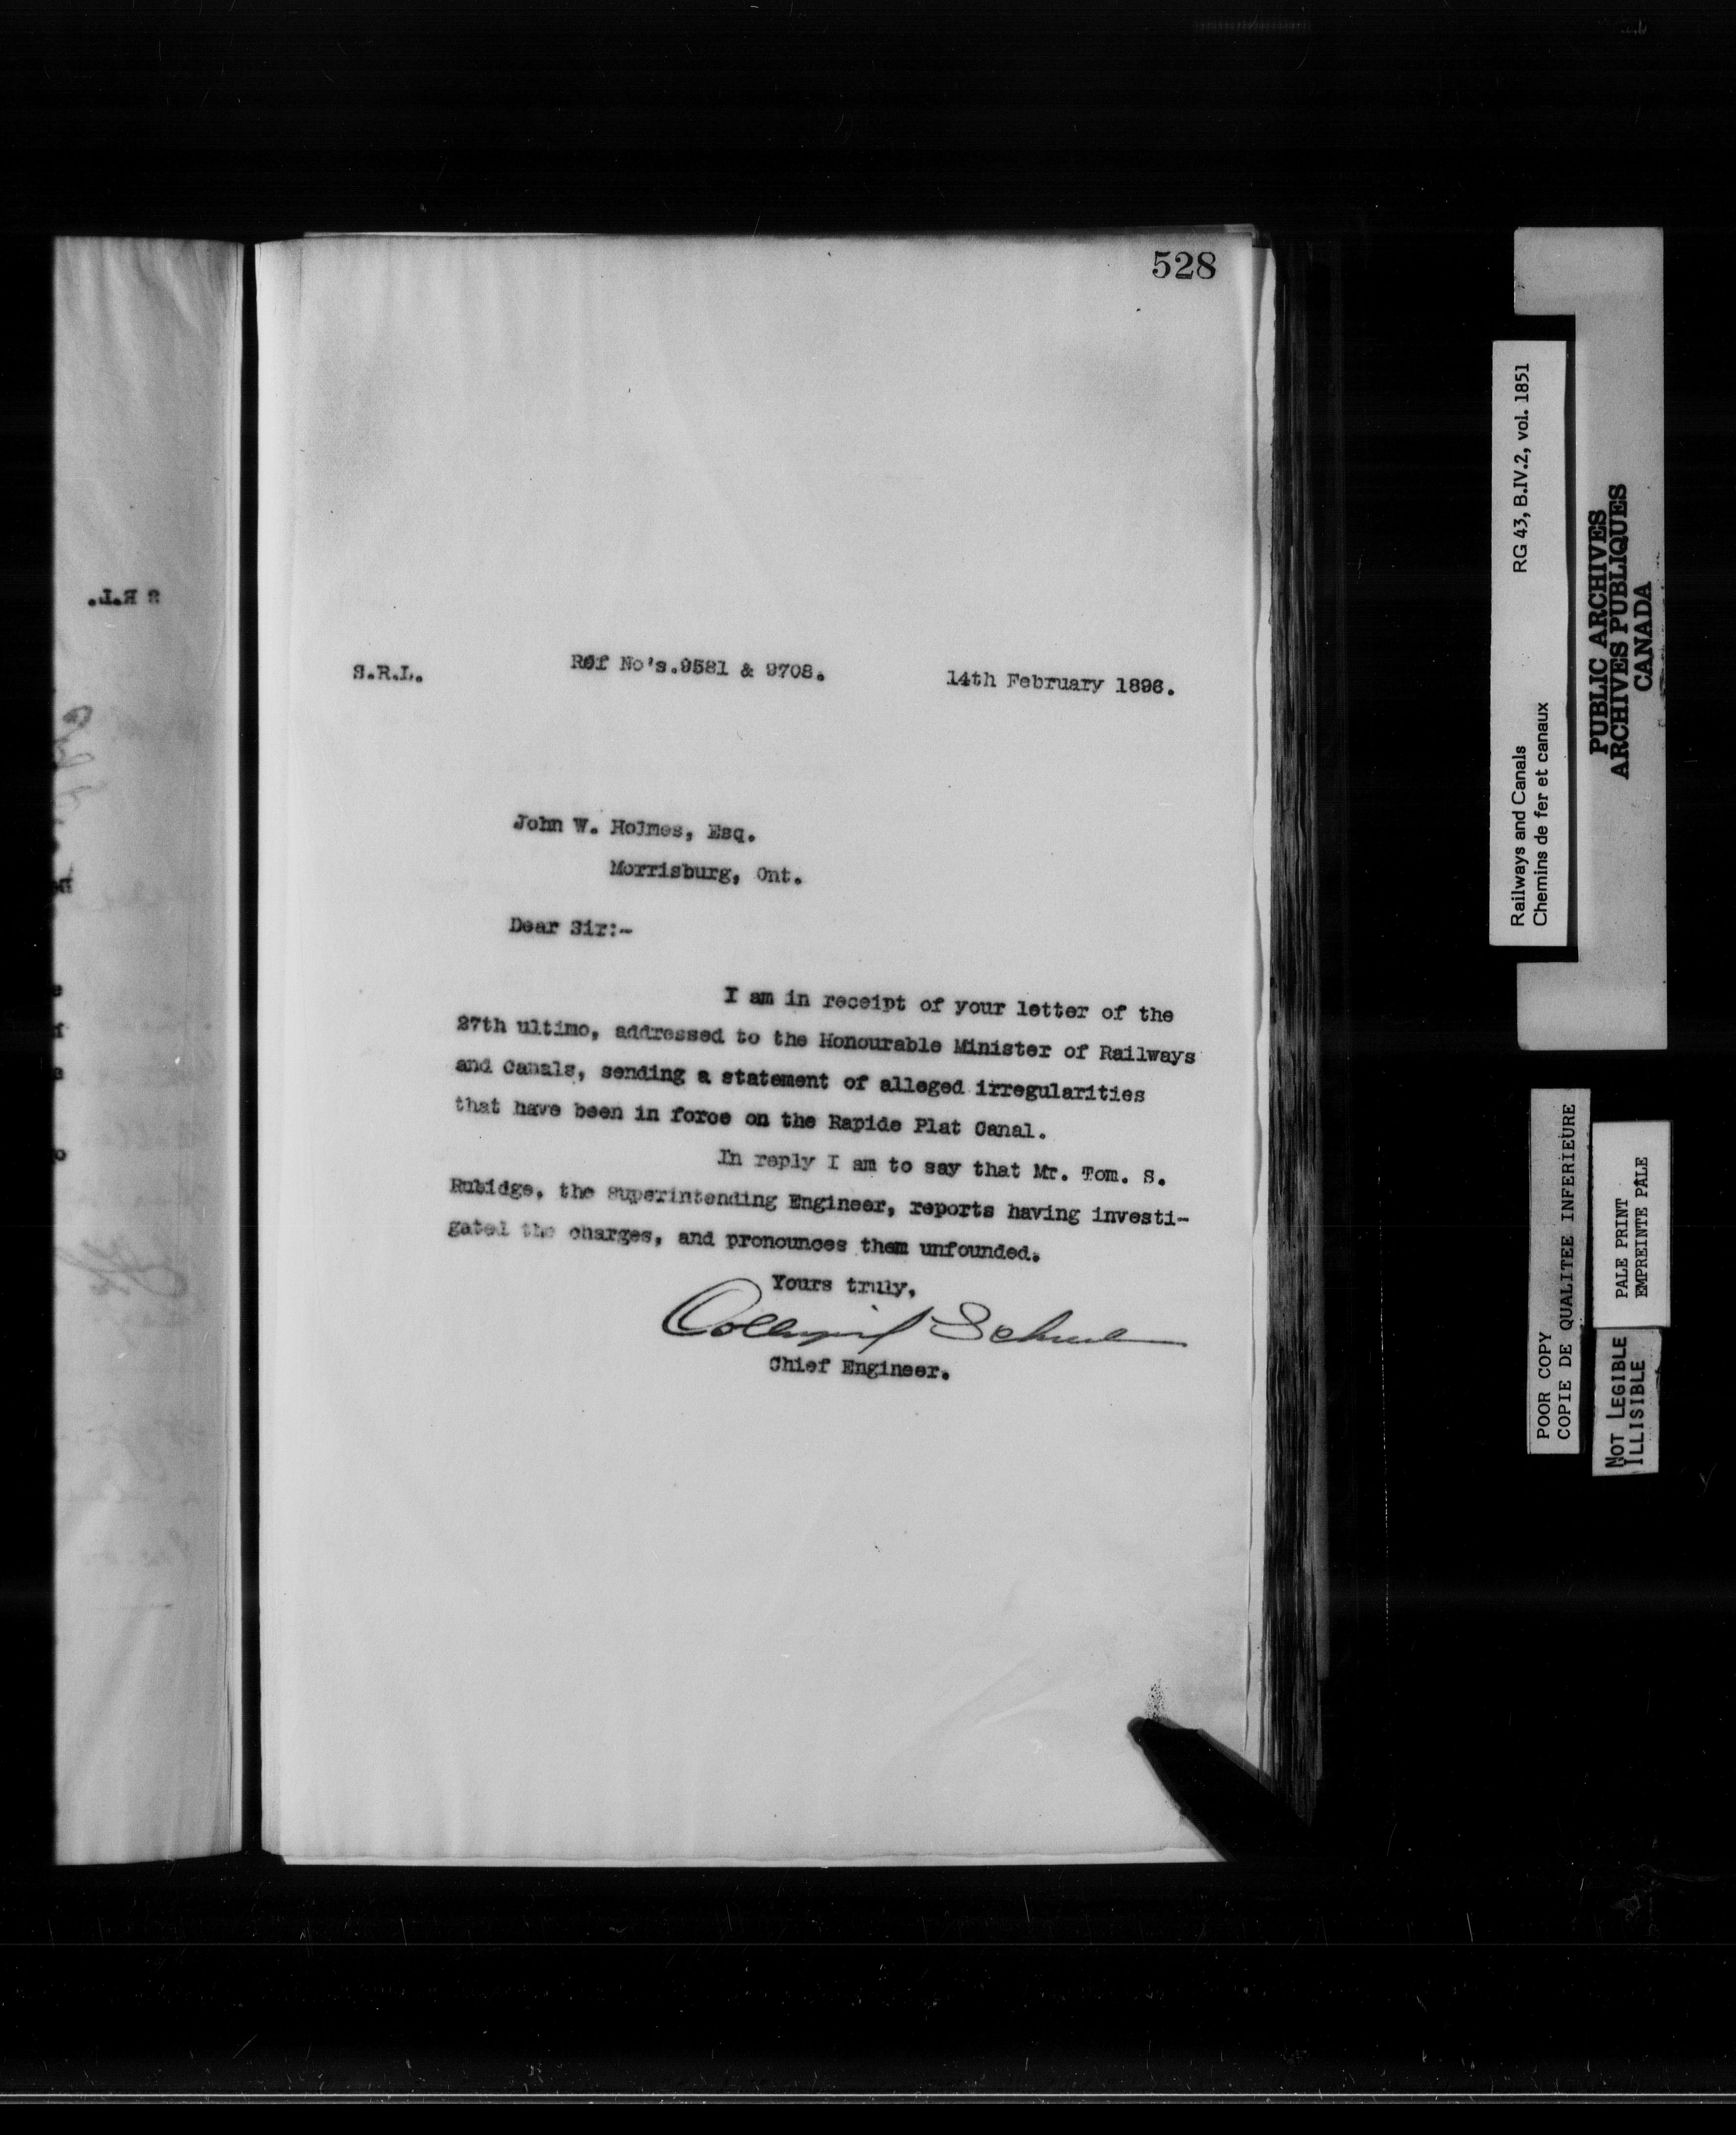 528
S.R.L. Ref No's.9581 & 9708. 14th February 1896.
John W. Holmes, Esq.
Morrisburg, Ont.
Dear Sir:-
I am in receipt of your letter of the
27th ultimo, addressed to the Honourable Minister of Railways
and Canals, sending a statement of alleged irregularities
that have been in force on the Rapide Plat Canal.
In reply I am to say that Mr. Tom. S.
Rubidge, the Superintending Engineer, reports having investi-
gated the charges, and pronounces them unfounded.
Yours truly,
Collingwood Schreiber
Chief Engineer.
Railways and Canals RG 43, B.IV.2, vol. 1851
Chemins de fer et canaux
PUBLIC ARCHIVES
ARCHIVES PUBLIQUES
CANADA
POOR COPY
COPIE DE QUALITEE INFERIEURE
PALE PRINT
EMPREINTE PÂLE
NOT LEGIBLE
ILLISIBLE